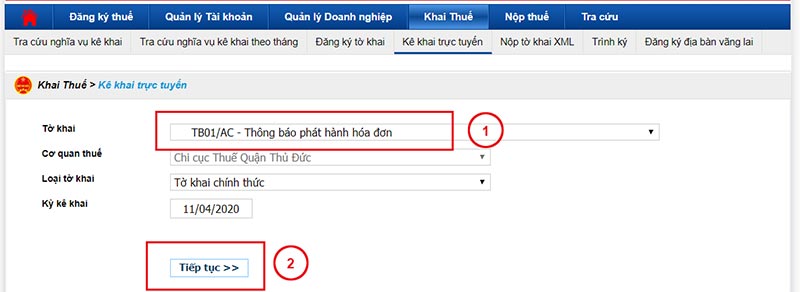 Đăng ký thuế Quản lý Tài khoản Quản lý Doanh nghiệp Khai Thuế Nộp thuế Tra cứu
Tra cứu nghĩa vụ kê khai Tra cứu nghĩa vụ kê khai theo tháng Đăng ký tờ khai Kê khai trực tuyến Nộp tờ khai XML Trình ký Đăng ký địa bàn vãng lai
Khai Thuế > Kê khai trực tuyến
Tờ khai TB01/AC - Thông báo phát hành hóa đơn 1
Cơ quan thuế Chi cục Thuế Quận Thủ Đức
Loại tờ khai Tờ khai chính thức
Kỳ kê khai 11/04/2020
Tiếp tục >> 2